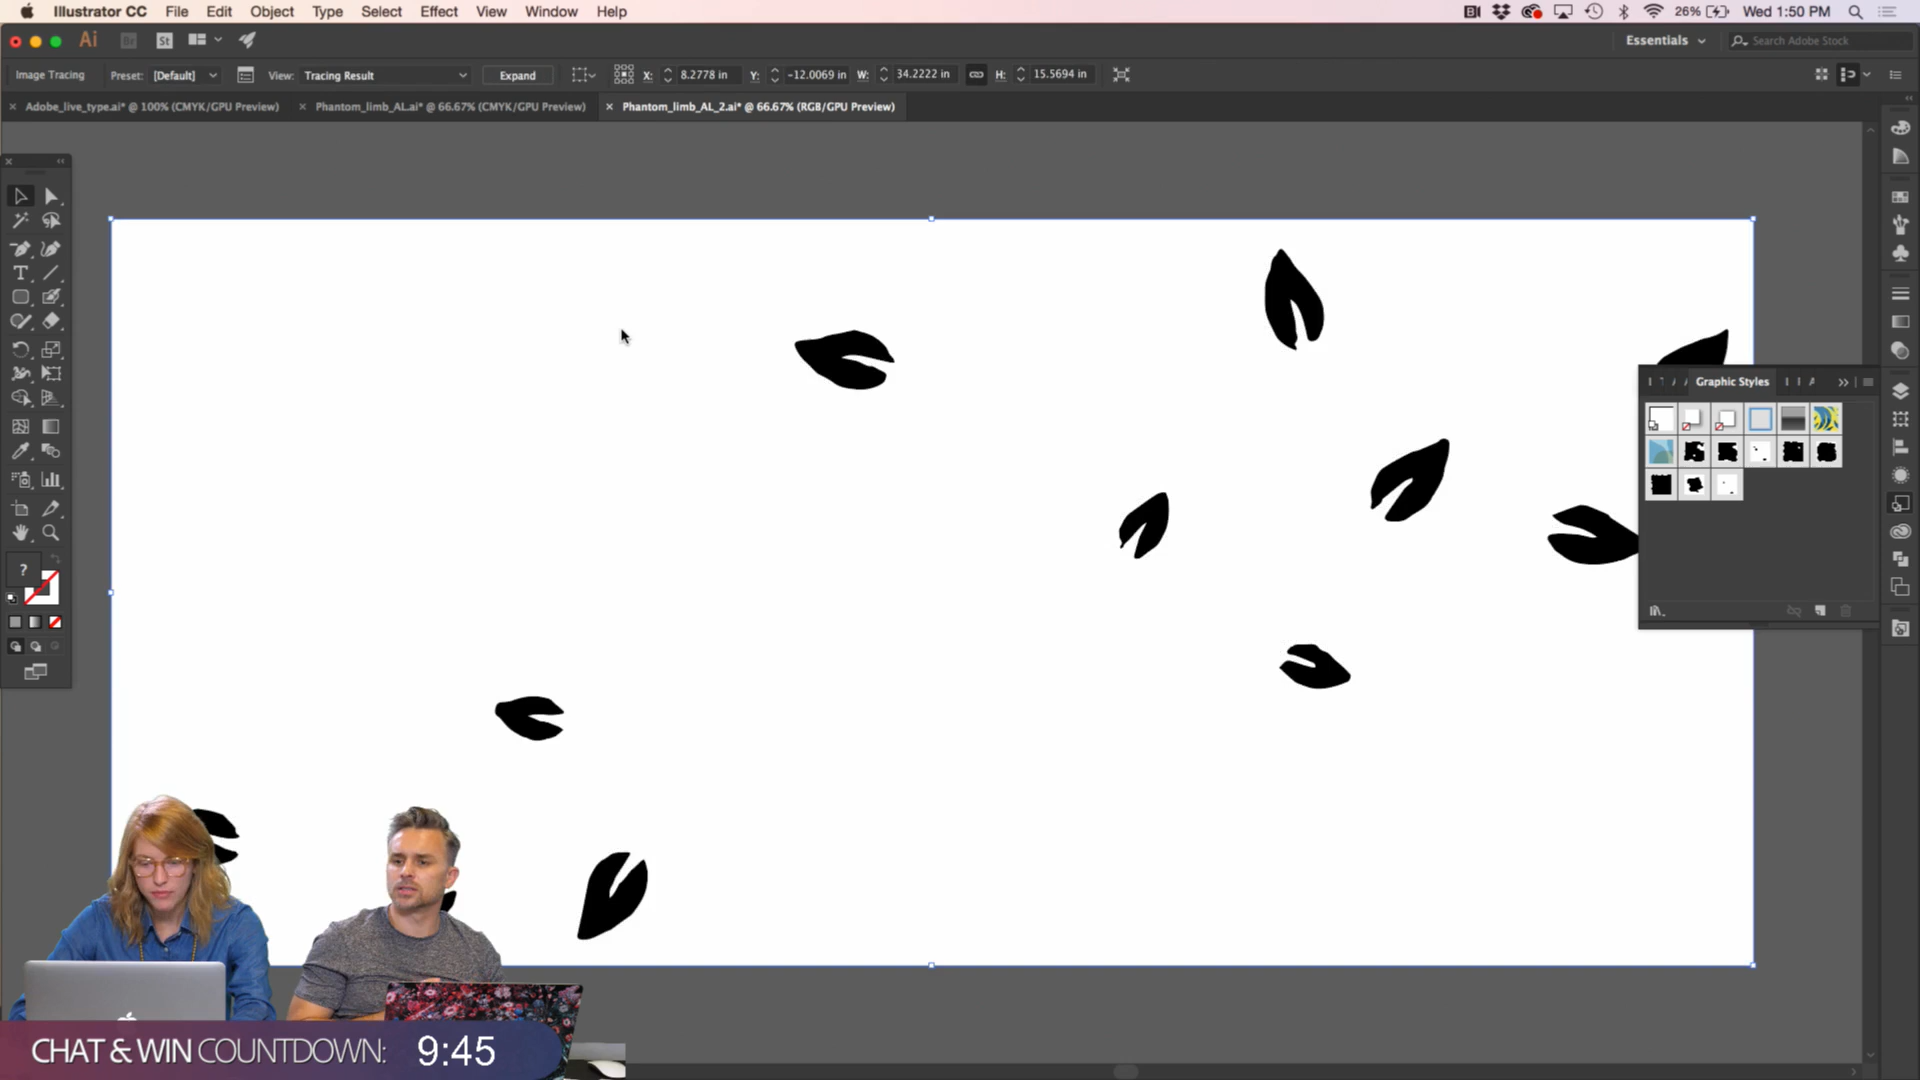 Illustrator CC File Edit Object Type Select Effect View Window Help
26% Wed 1:50 PM
Ai Br St Essentials Search Adobe Stock
Image Tracing Preset: [Default] View: Tracing Result Expand X: 8.2778 in Y: -12.0069 in W: 34.2222 in H: 15.5694 in
Adobe_live_type.ai* @ 100% (CMYK/GPU Preview) Phantom_limb_AL.ai* @ 66.67% (CMYK/GPU Preview) Phantom_limb_AL_2.ai* @ 66.67% (RGB/GPU Preview)
T
Graphic Styles
?
CHAT & WIN COUNTDOWN: 9:45